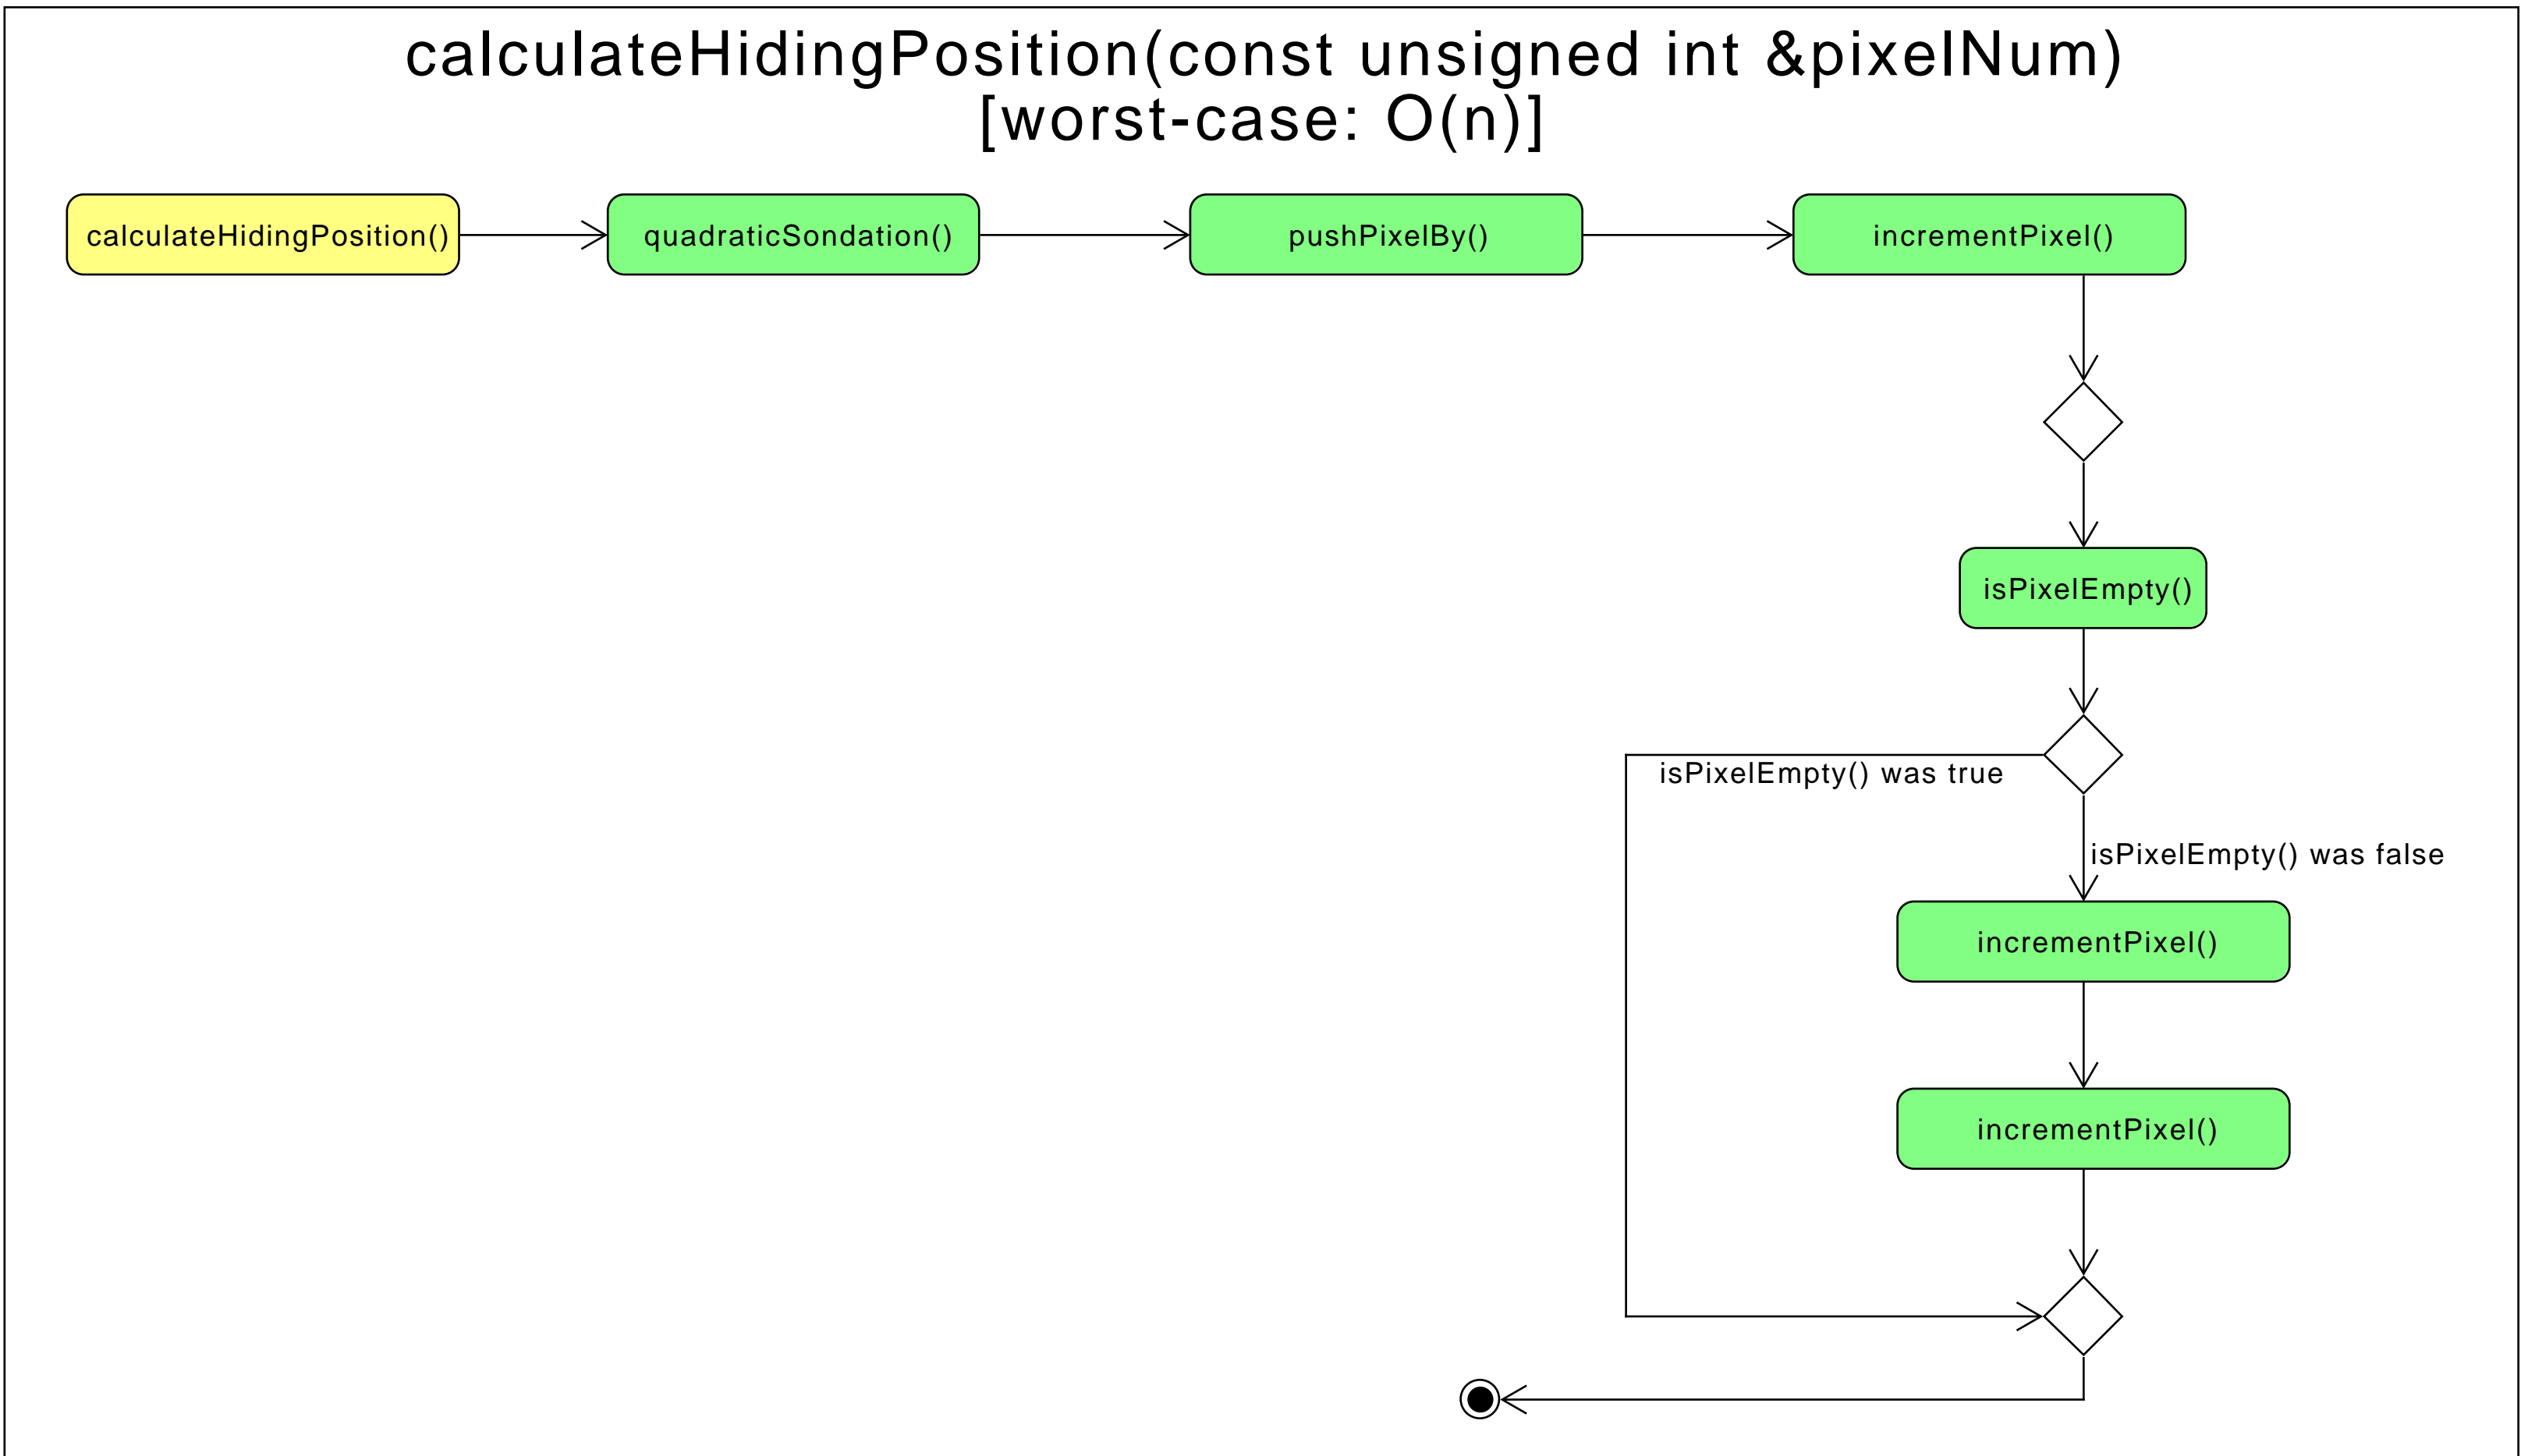 calculateHidingPosition(const unsigned int &pixelNum)
[worst-case: O(n)]
calculateHidingPosition()
quadraticSondation()
pushPixelBy()
incrementPixel()
isPixelEmpty()
isPixelEmpty() was true
isPixelEmpty() was false
incrementPixel()
incrementPixel()